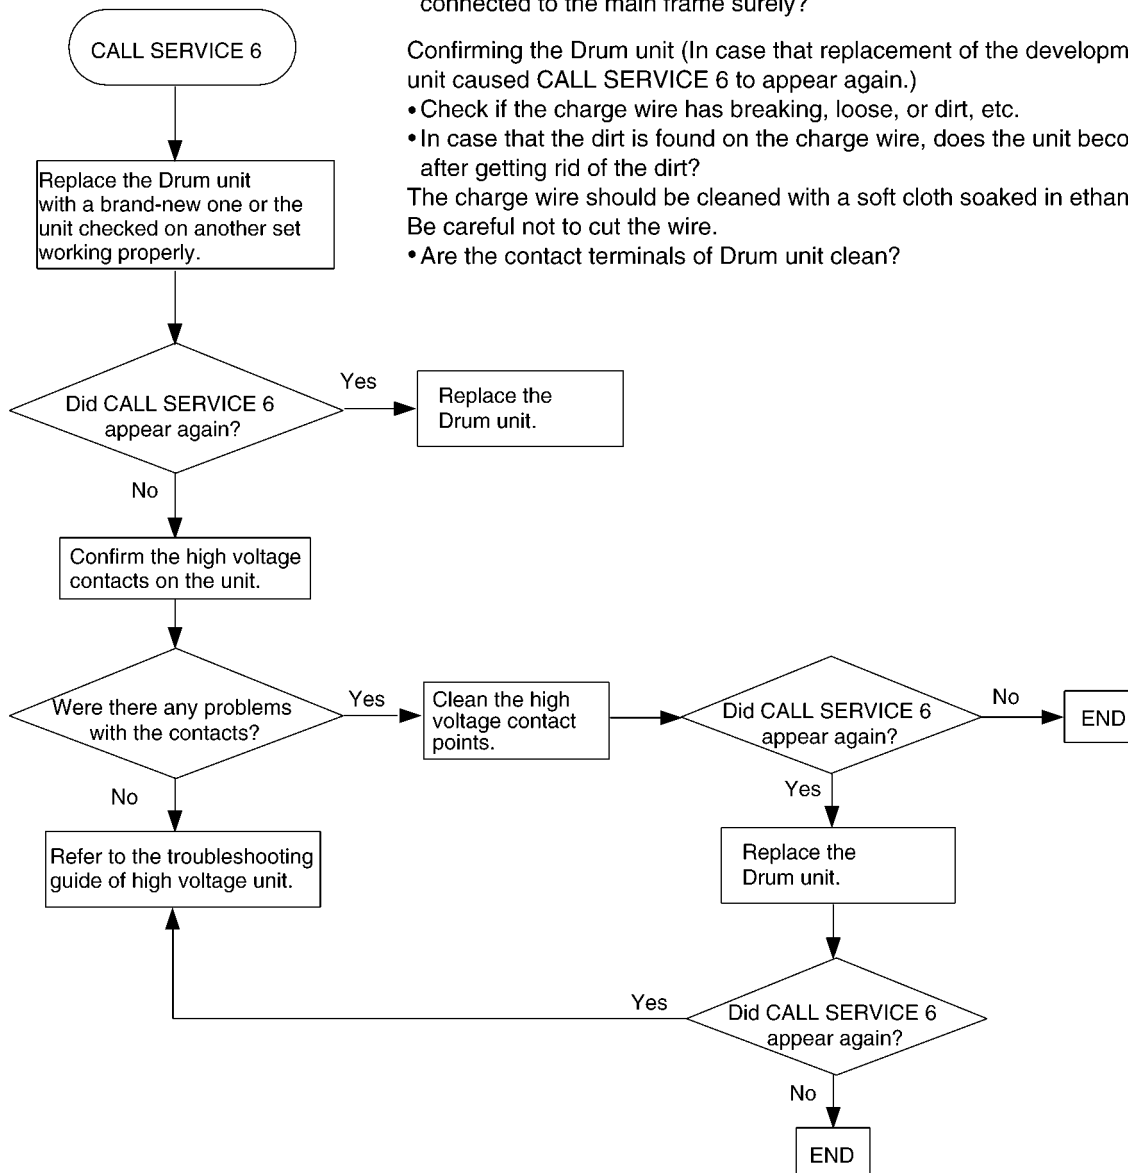 connected to the main frame surely?
CALL SERVICE 6
Confirming the Drum unit (In case that replacement of the developm
unit caused CALL SERVICE 6 to appear again.)
• Check if the charge wire has breaking, loose, or dirt, etc.
• In case that the dirt is found on the charge wire, does the unit beco
after getting rid of the dirt?
The charge wire should be cleaned with a soft cloth soaked in ethan
Be careful not to cut the wire.
• Are the contact terminals of Drum unit clean?
Replace the Drum unit
with a brand-new one or the
unit checked on another set
working properly.
Did CALL SERVICE 6
appear again?
Yes
Replace the
Drum unit.
No
Confirm the high voltage
contacts on the unit.
Were there any problems
with the contacts?
Yes
Clean the high
voltage contact
points.
Did CALL SERVICE 6
appear again?
No
END
Yes
No
Refer to the troubleshooting
guide of high voltage unit.
Replace the
Drum unit.
Did CALL SERVICE 6
appear again?
Yes
No
END